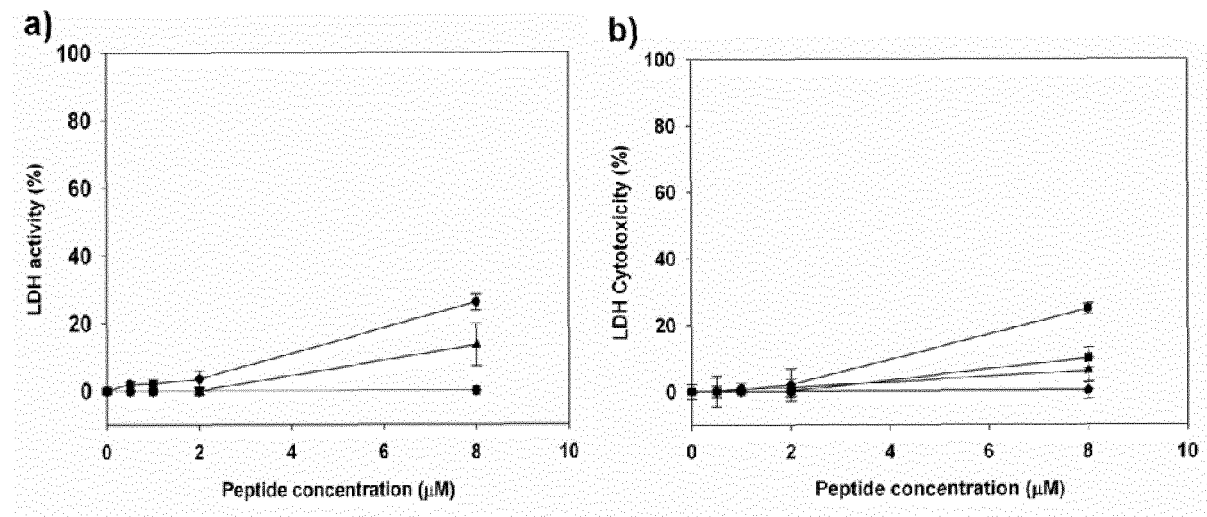 a)
100
80
60
40
20
0
LDH activity (%)
0 2 4 6 8 10
Peptide concentration (μM)
b)
100
80
60
40
20
0
LDH Cytotoxicity (%)
0 2 4 6 8 10
Peptide concentration (μM)